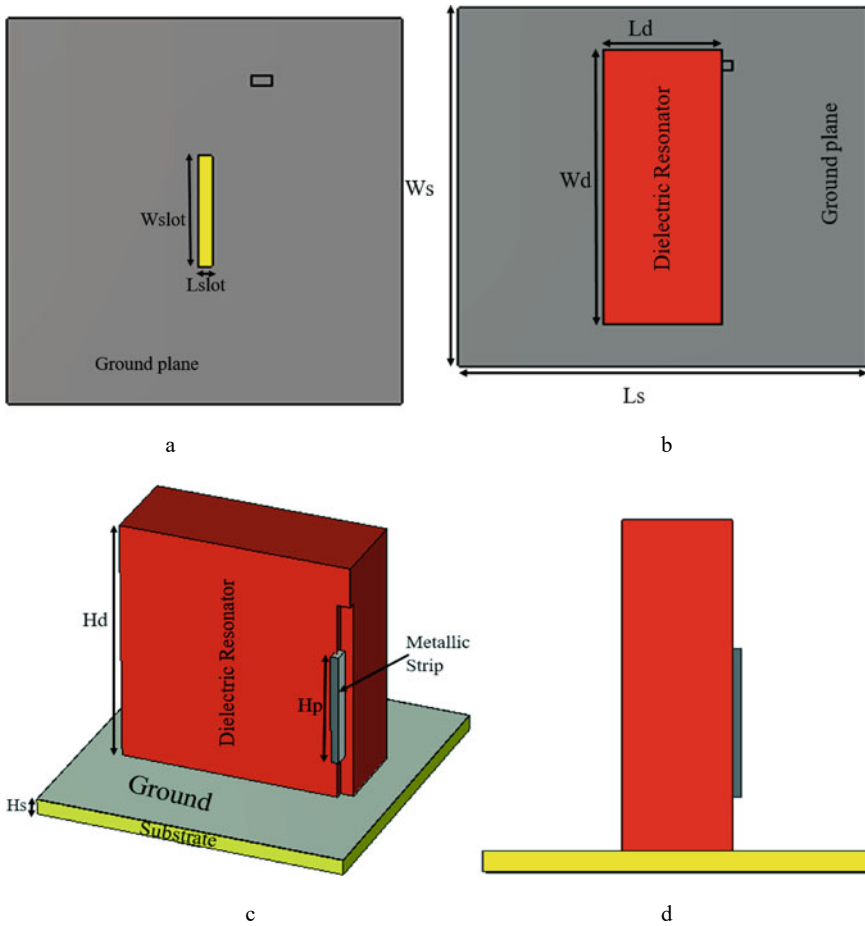 Wslot
Lslot
Ground plane
a
Ld
Wd
Dielectric Resonator
Ground plane
Ws
Ls
b
Hd
Dielectric Resonator
Metallic
Strip
Hp
Ground
Hs
Substrate
c
d